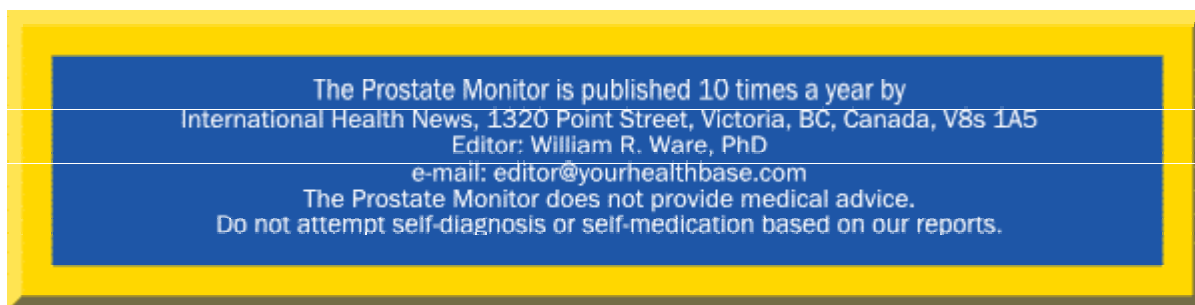 The Prostate Monitor is published 10 times a year by
International Health News, 1320 Point Street, Victoria, BC, Canada, V8s 1A5
Editor: William R. Ware, PhD
e-mail: editor@yourhealthbase.com
The Prostate Monitor does not provide medical advice.
Do not attempt self-diagnosis or self-medication based on our reports.